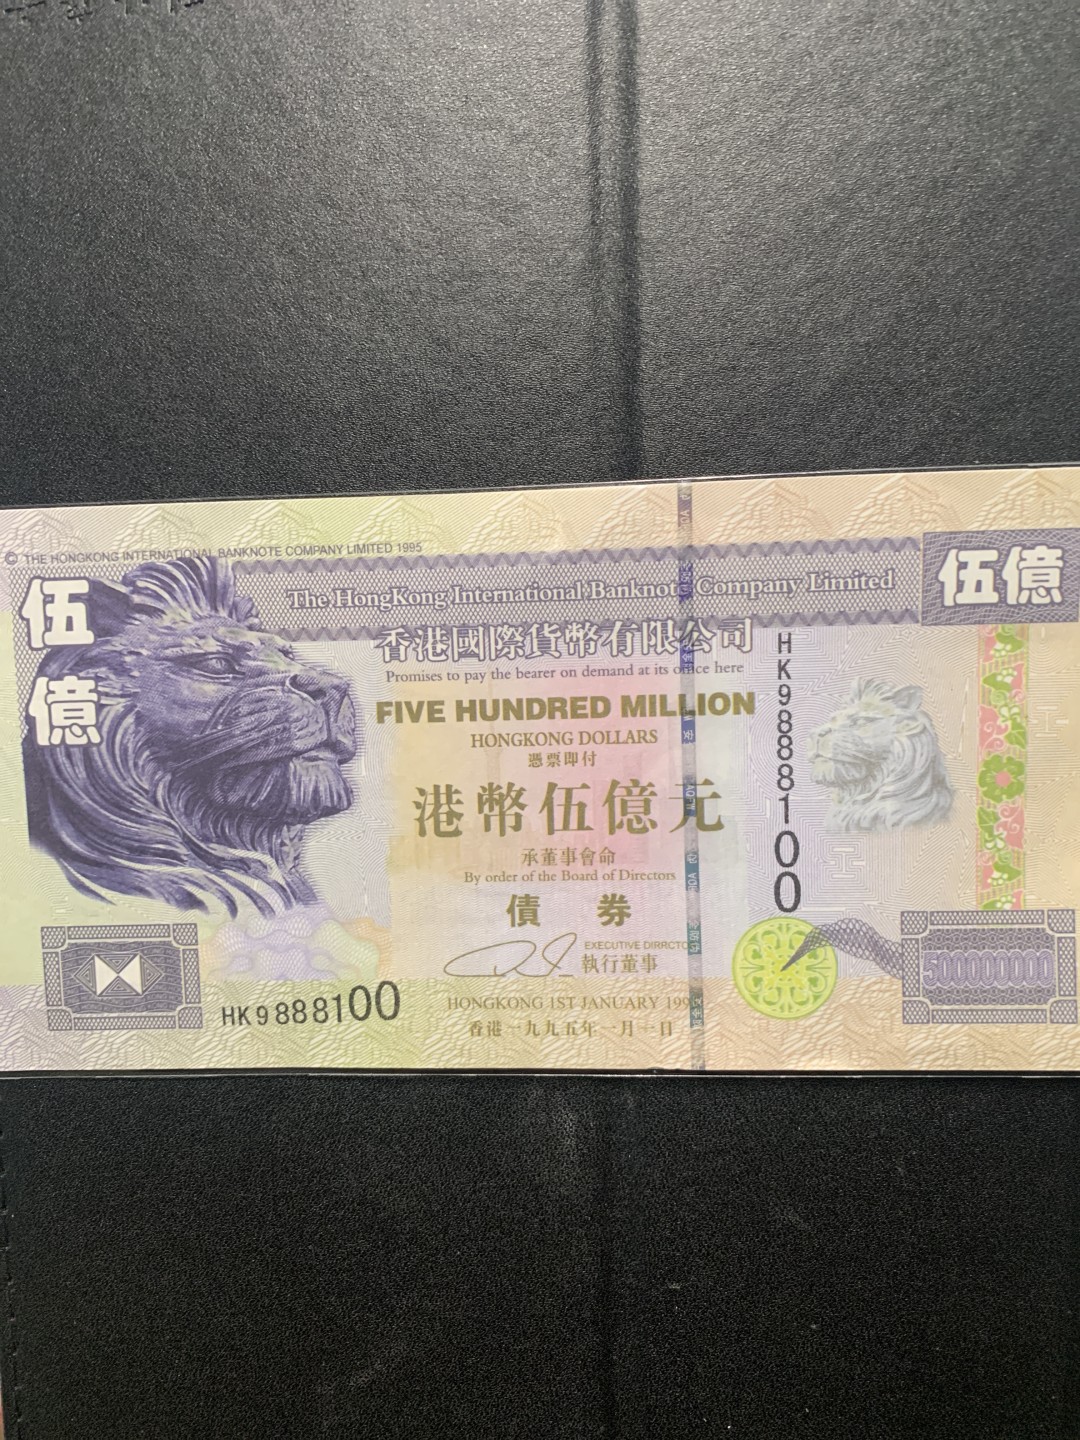 © THE HONGKONG INTERNATIONAL BANKNOTE COMPANY LIMITED 1995
伍億
The HongKong International Banknote Company Limited
伍億
香港國際貨幣有限公司
Promises to pay the bearer on demand at its office here
HK9888100
FIVE HUNDRED MILLION
HONGKONG DOLLARS
憑票即付
港幣伍億元
承董事會命
By order of the Board of Directors
債 券
EXECUTIVE DIRRCTO
執行董事
500000000
HK9888100
HONGKONG 1ST JANUARY 199
香港一九九五年一月一日